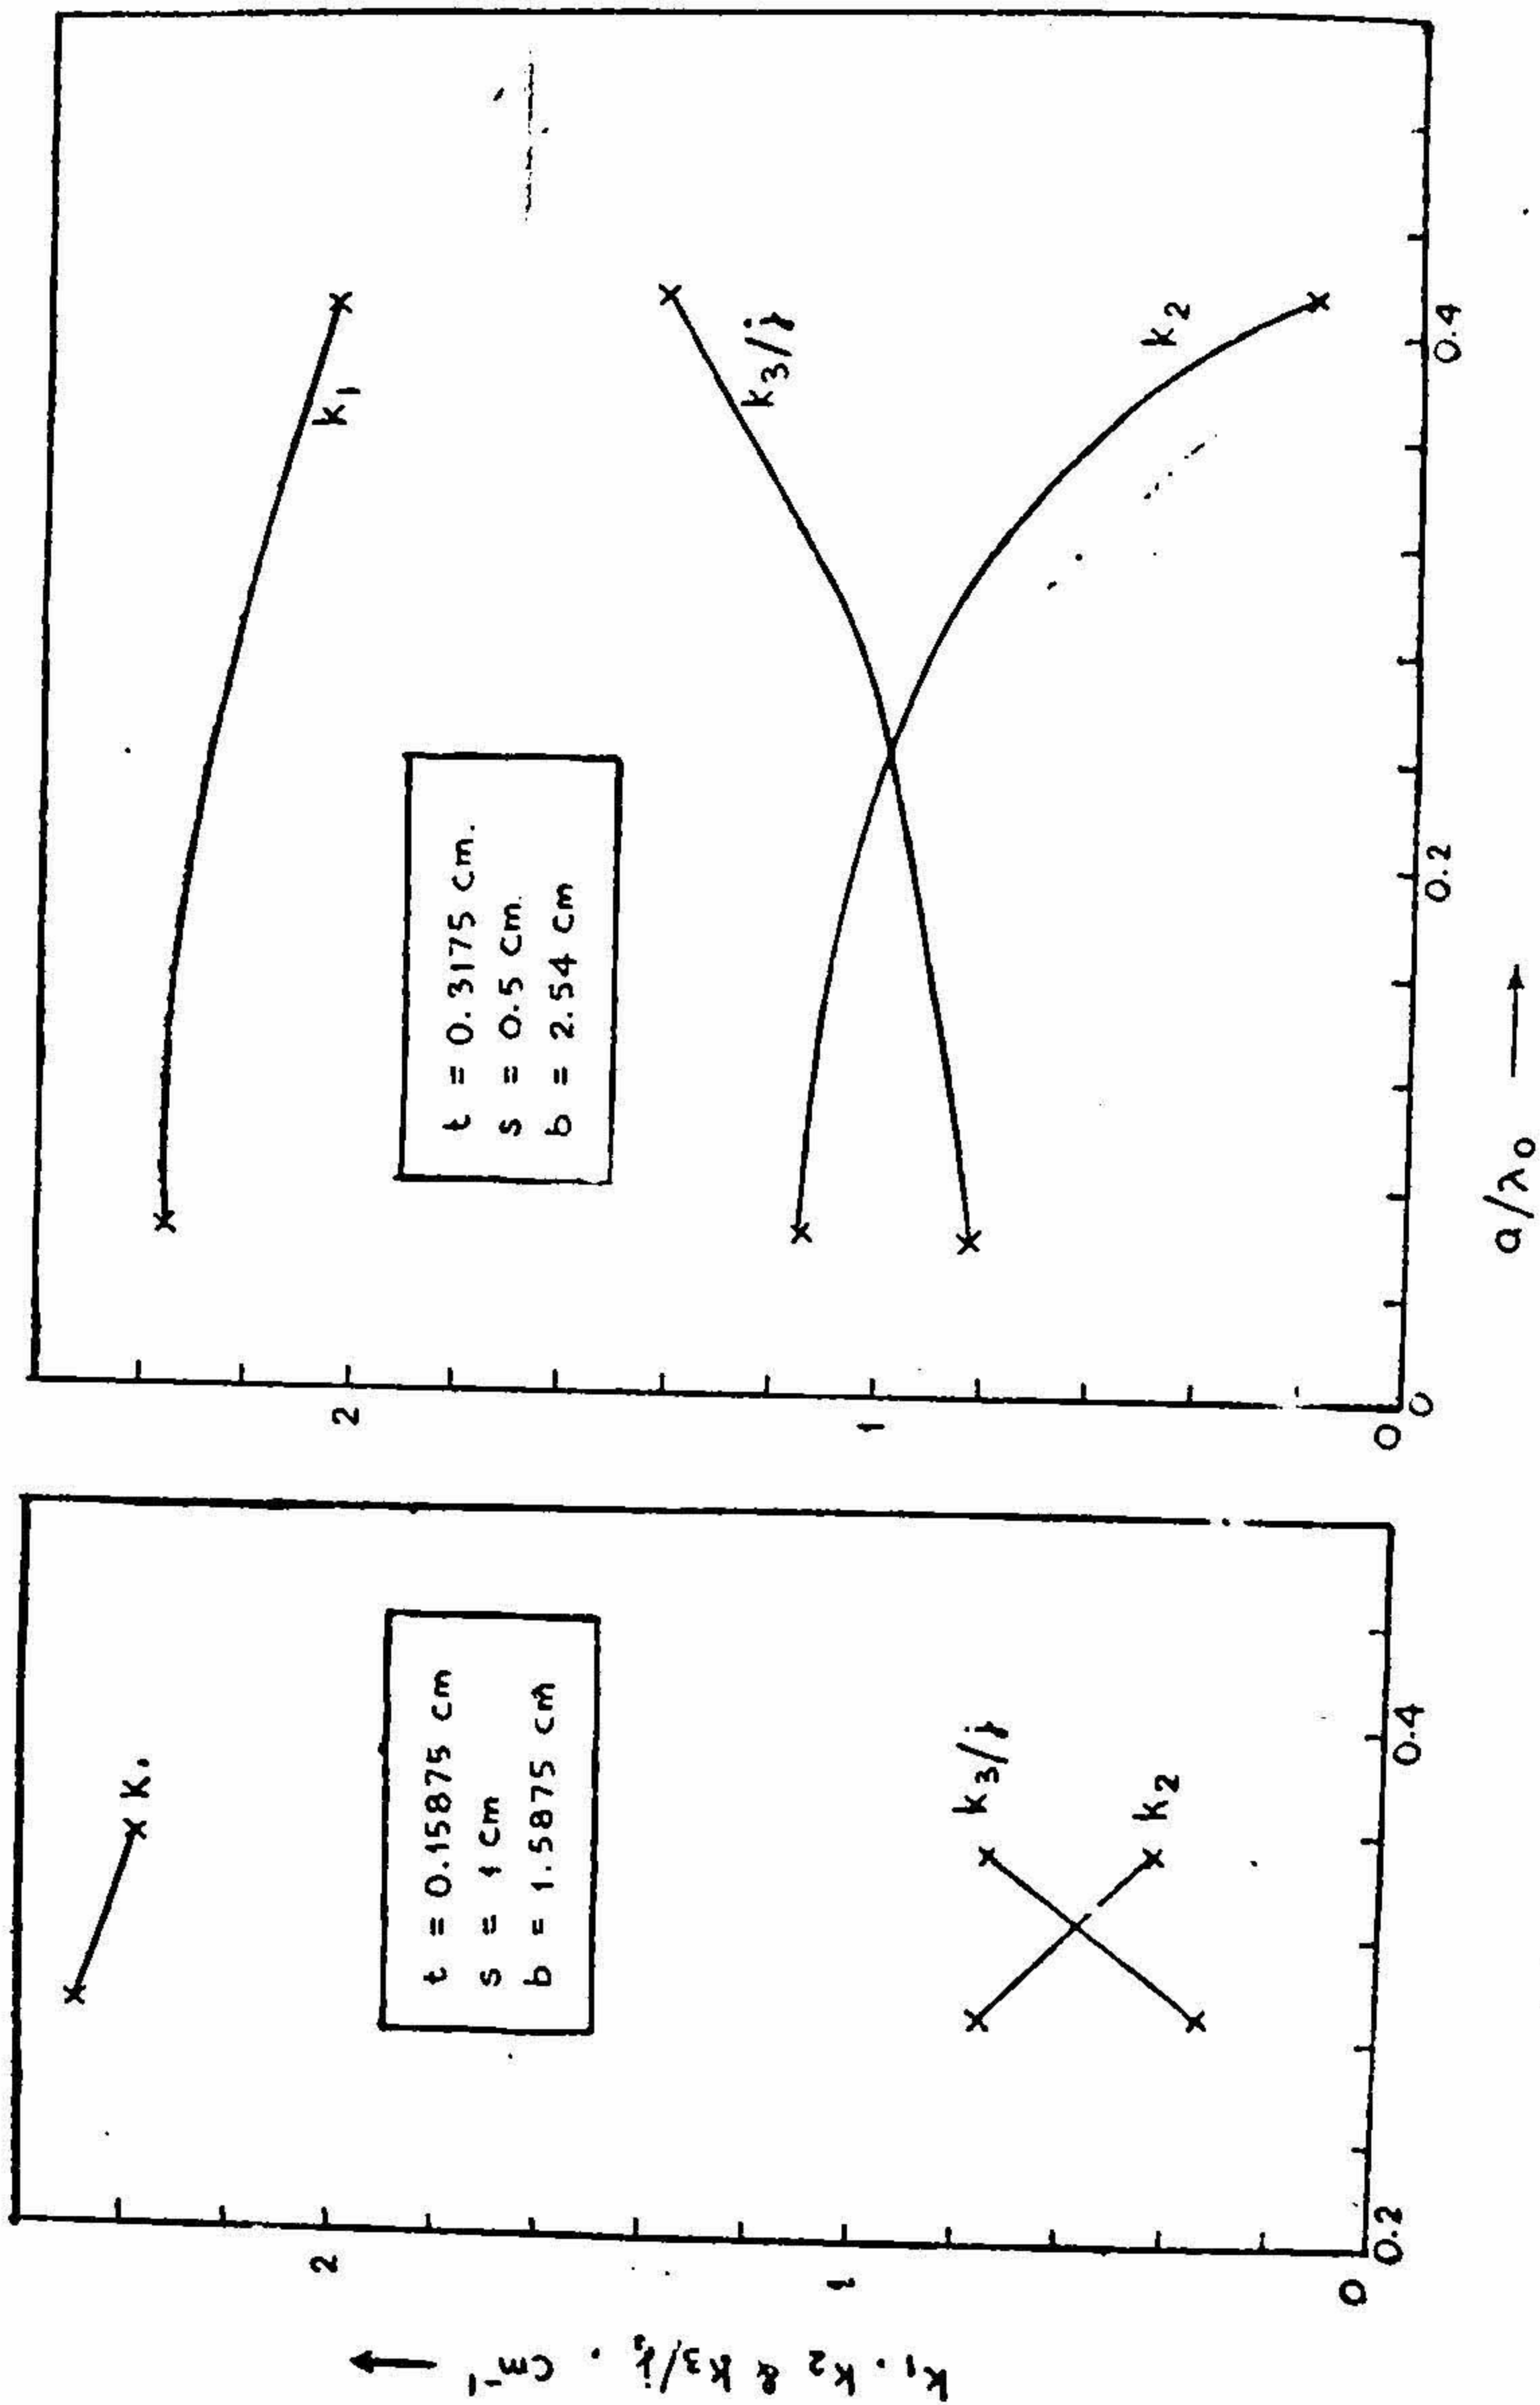 k₁, k₂ & k₃/j, cm⁻¹
2
1
0
0.2
0.4
K₁
k₃/j
k₂
t = 0.15875 cm
s = 1 cm
b = 1.5875 cm
2
1
0
0
0.2
0.4
k₁
k₃/j
k₂
t = 0.3175 cm.
s = 0.5 cm.
b = 2.54 cm
a/λ₀